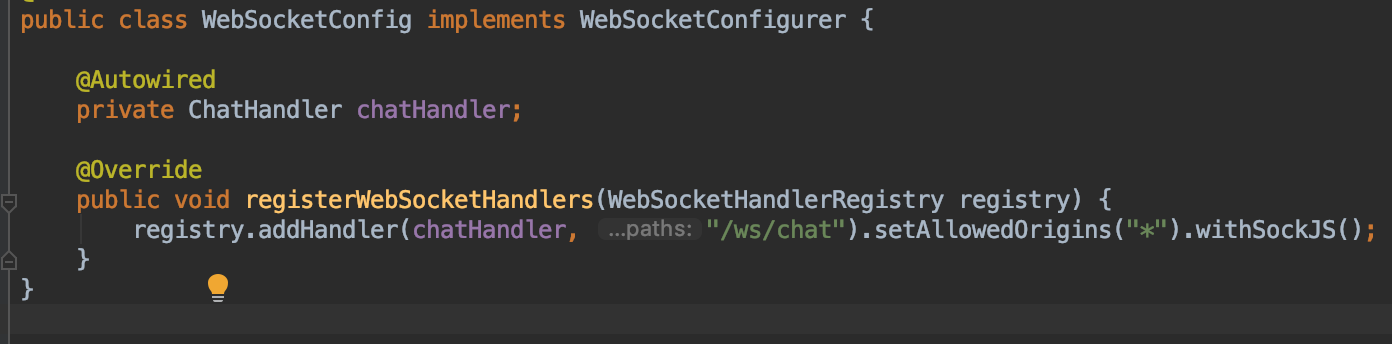 public class WebSocketConfig implements WebSocketConfigurer {
@Autowired
private ChatHandler chatHandler;
@Override
public void registerWebSocketHandlers(WebSocketHandlerRegistry registry) {
registry.addHandler(chatHandler, ...paths: "/ws/chat").setAllowedOrigins("*").withSockJS();
}
}